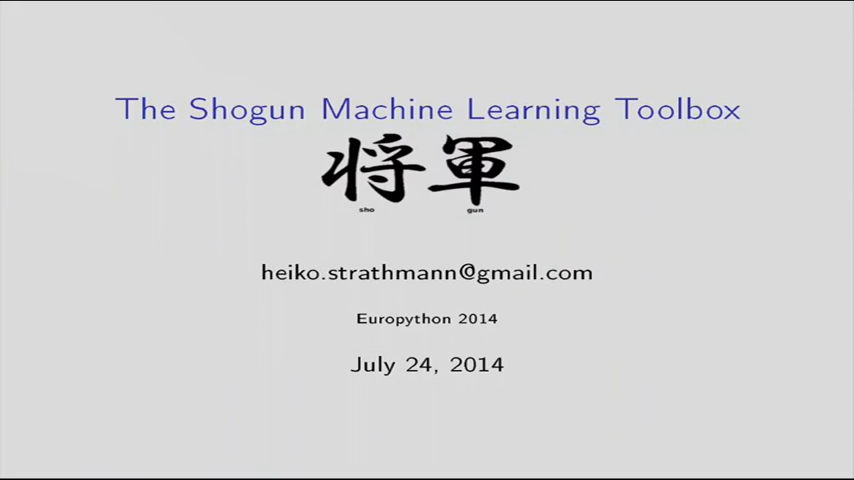 The Shogun Machine Learning Toolbox
将軍
sho gun
heiko.strathmann@gmail.com
Europython 2014
July 24, 2014